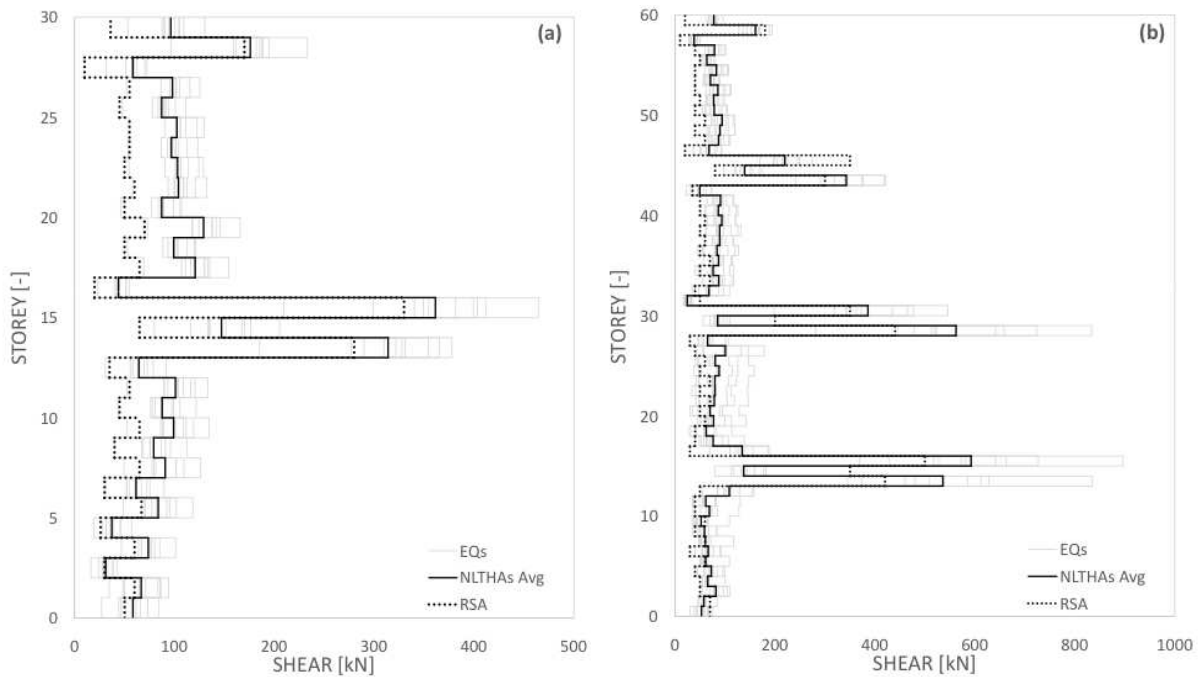 (a)
30
25
20
15
10
5
0
STOREY [-]
EQs
NLTHAs Avg
RSA
0 100 200 300 400 500
SHEAR [kN]
(b)
60
50
40
30
20
10
0
STOREY [-]
EQs
NLTHAs Avg
RSA
0 200 400 600 800 1000
SHEAR [kN]